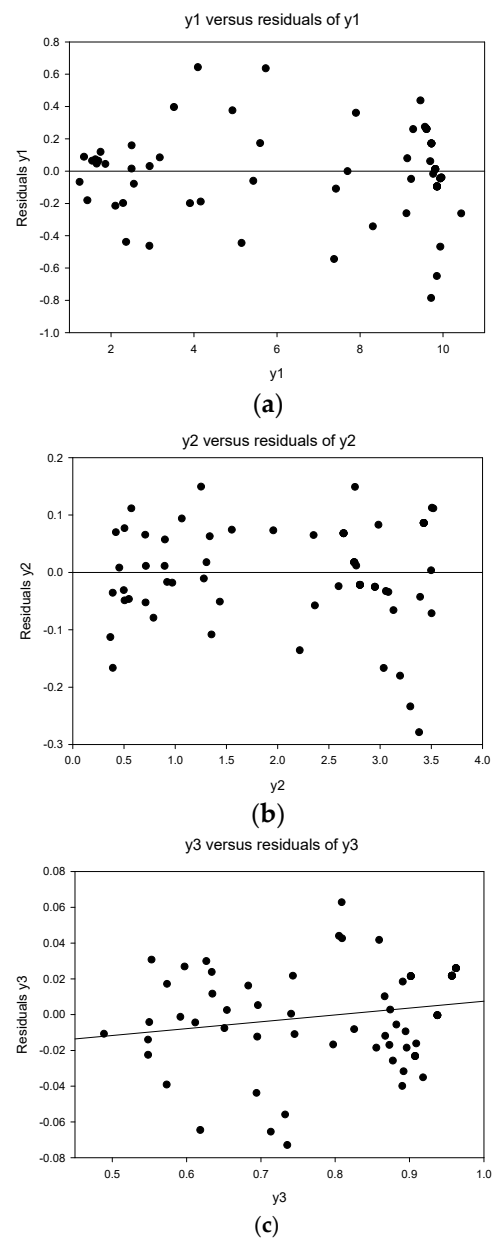 y1 versus residuals of y1
0.8
0.6
0.4
0.2
0.0
-0.2
-0.4
-0.6
-0.8
-1.0
Residuals y1
2 4 6 8 10
y1
(a)
y2 versus residuals of y2
0.2
0.1
0.0
-0.1
-0.2
-0.3
Residuals y2
0.0 0.5 1.0 1.5 2.0 2.5 3.0 3.5 4.0
y2
(b)
y3 versus residuals of y3
0.08
0.06
0.04
0.02
0.00
-0.02
-0.04
-0.06
-0.08
Residuals y3
0.5 0.6 0.7 0.8 0.9 1.0
y3
(c)